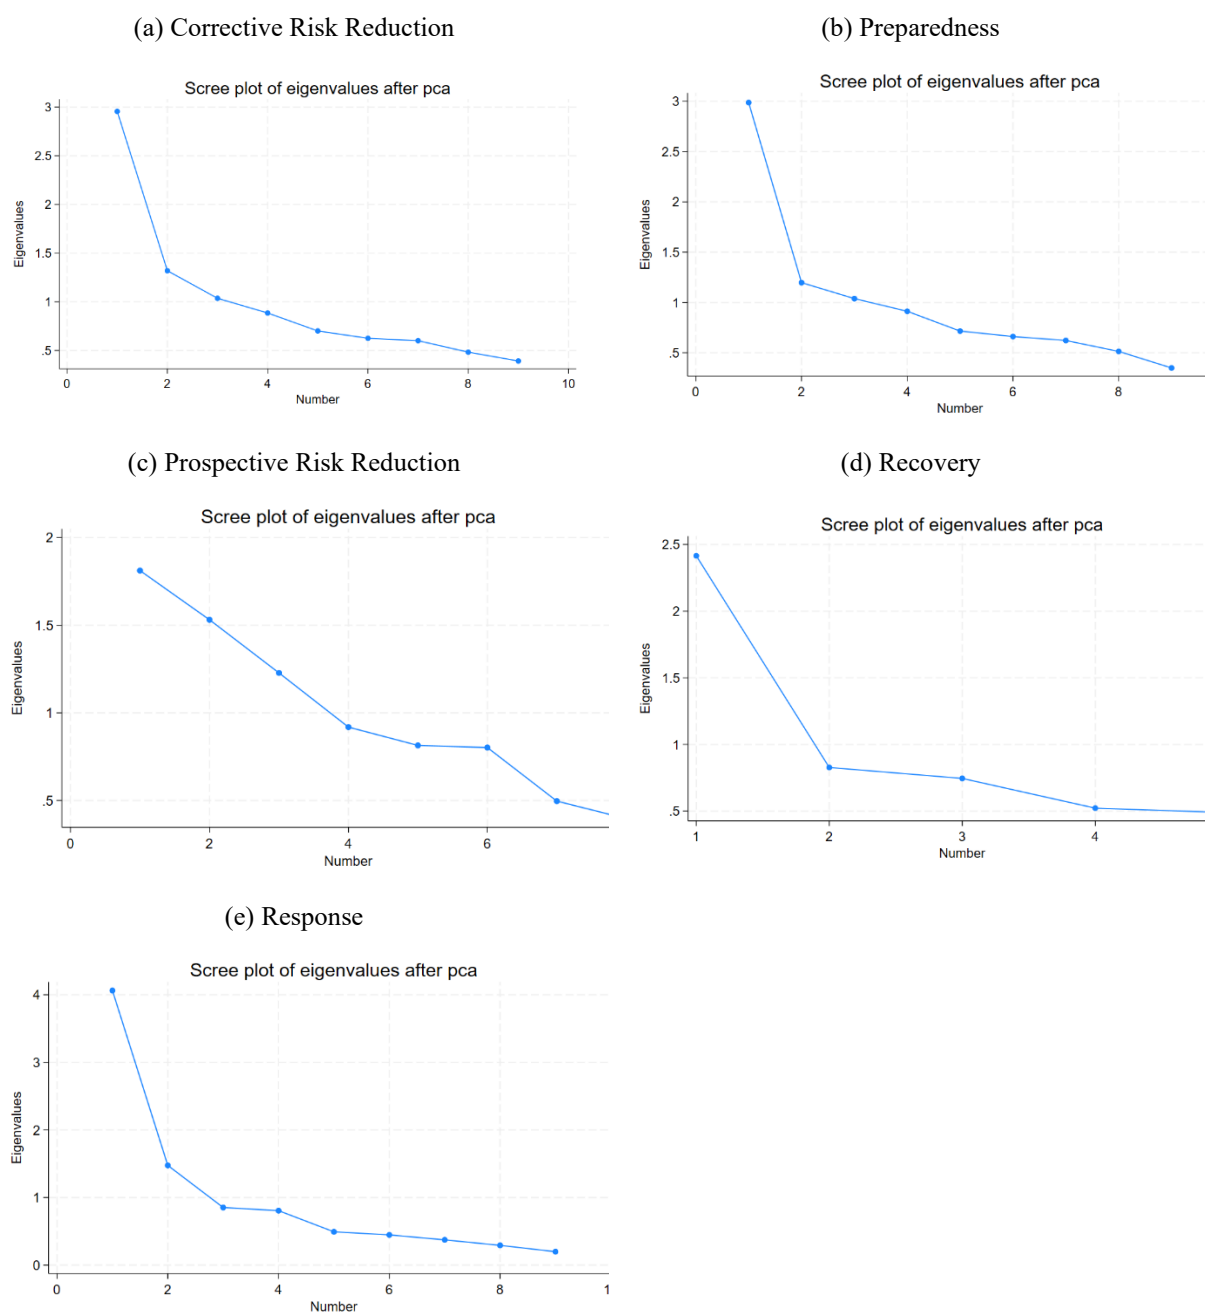 (a) Corrective Risk Reduction
Scree plot of eigenvalues after pca
Eigenvalues
3
2.5
2
1.5
1
.5
0 2 4 6 8 10
Number
(b) Preparedness
Scree plot of eigenvalues after pca
Eigenvalues
3
2.5
2
1.5
1
.5
0 2 4 6 8
Number
(c) Prospective Risk Reduction
Scree plot of eigenvalues after pca
Eigenvalues
2
1.5
1
.5
0 2 4 6
Number
(d) Recovery
Scree plot of eigenvalues after pca
Eigenvalues
2.5
2
1.5
1
.5
1 2 3 4
Number
(e) Response
Scree plot of eigenvalues after pca
Eigenvalues
4
3
2
1
0
0 2 4 6 8 1
Number